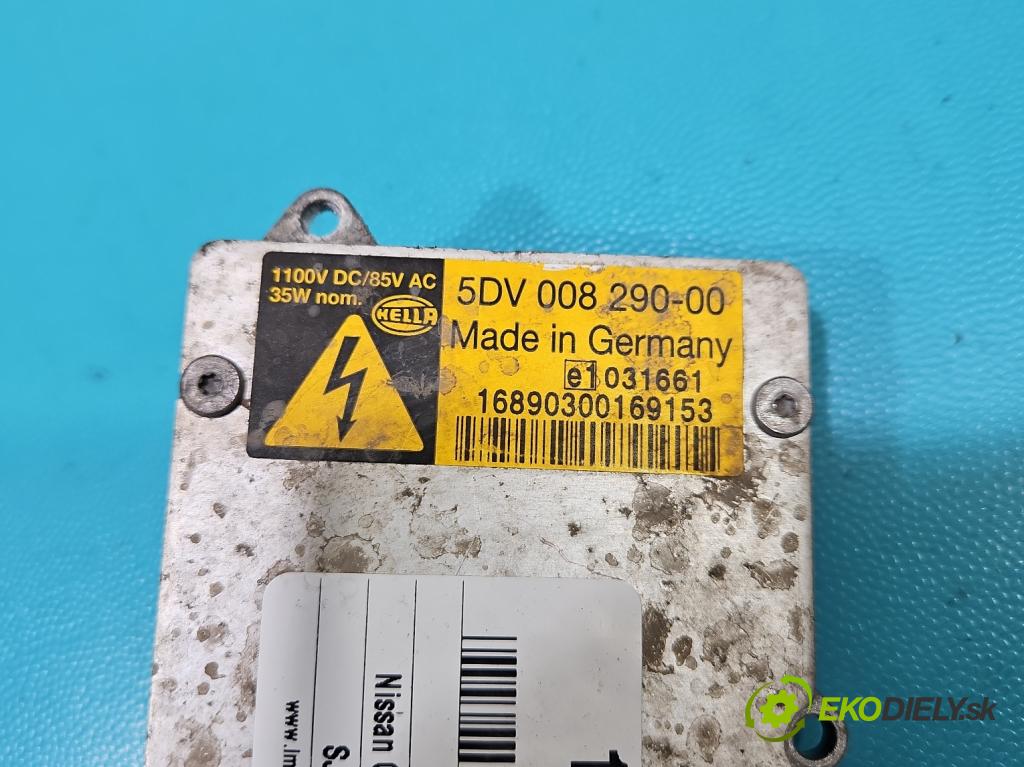 1100V DC/85V AC
35W nom.
HELLA
5DV 008 290-00
Made in Germany
e1 031661
16890300169153
Nissan
www.
EKODIELY.sk